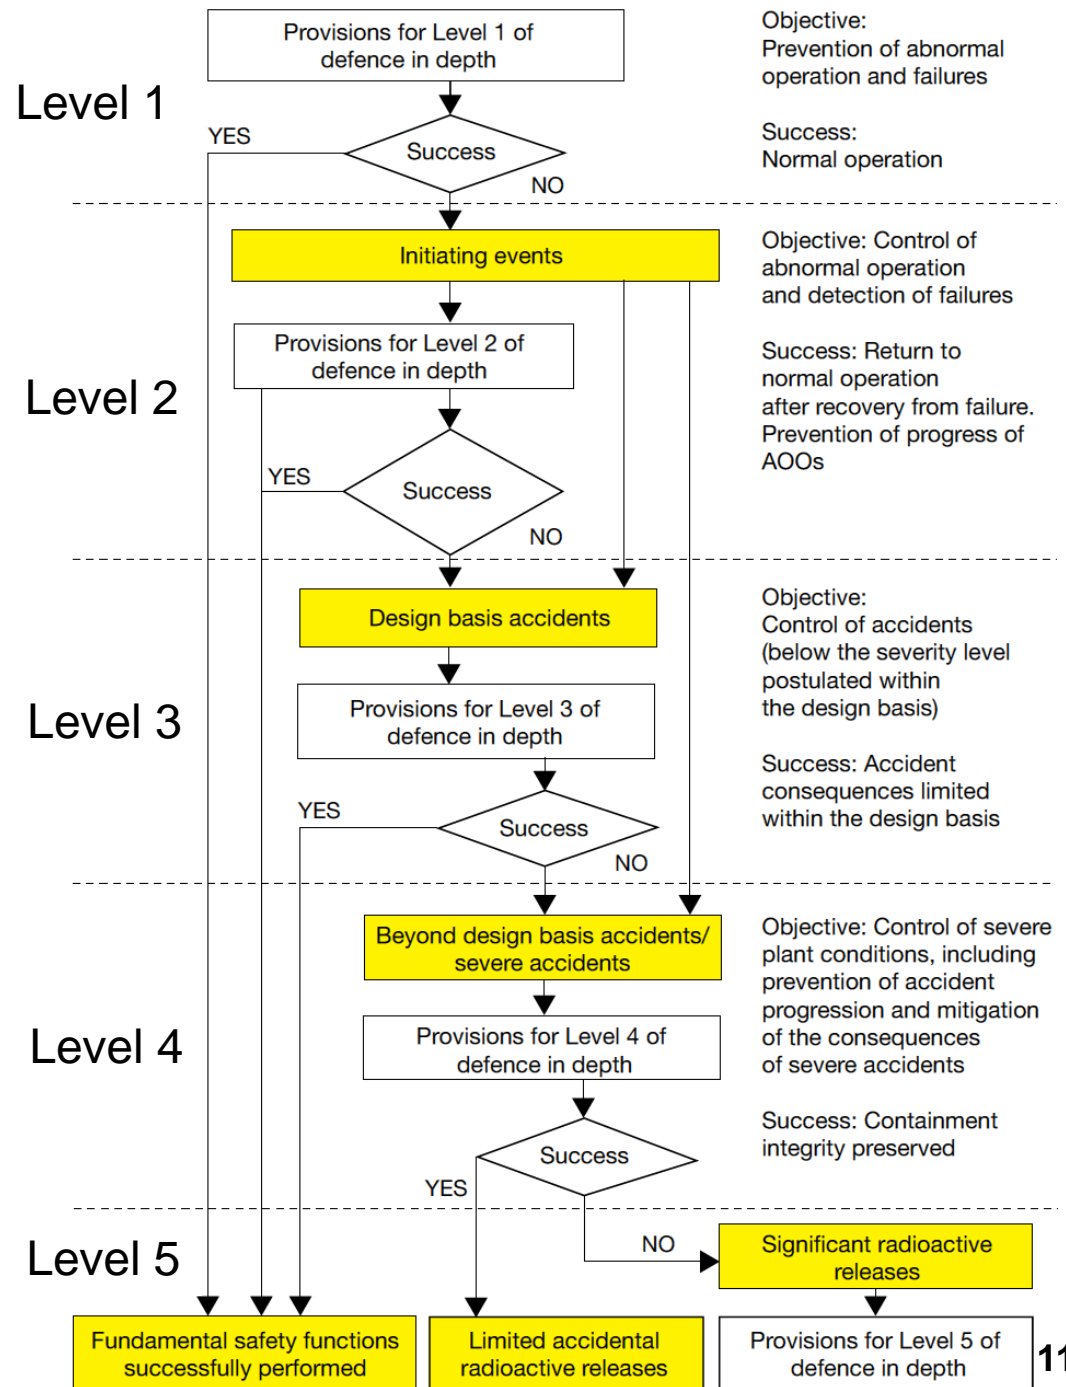 Provisions for Level 1 of
defence in depth
Objective:
Prevention of abnormal
operation and failures
Level 1
YES
Success
Success:
Normal operation
NO
Initiating events
Objective: Control of
abnormal operation
and detection of failures
Provisions for Level 2 of
defence in depth
Success: Return to
normal operation
after recovery from failure.
Prevention of progress of
AOOs
Level 2
YES
Success
NO
Design basis accidents
Objective:
Control of accidents
(below the severity level
postulated within
the design basis)
Level 3
Provisions for Level 3 of
defence in depth
Success: Accident
consequences limited
within the design basis
YES
Success
NO
Beyond design basis accidents/
severe accidents
Objective: Control of severe
plant conditions, including
prevention of accident
progression and mitigation
of the consequences
of severe accidents
Level 4
Provisions for Level 4 of
defence in depth
Success: Containment
integrity preserved
Success
YES
Level 5
NO
Significant radioactive
releases
Fundamental safety functions
successfully performed
Limited accidental
radioactive releases
Provisions for Level 5 of
defence in depth
11